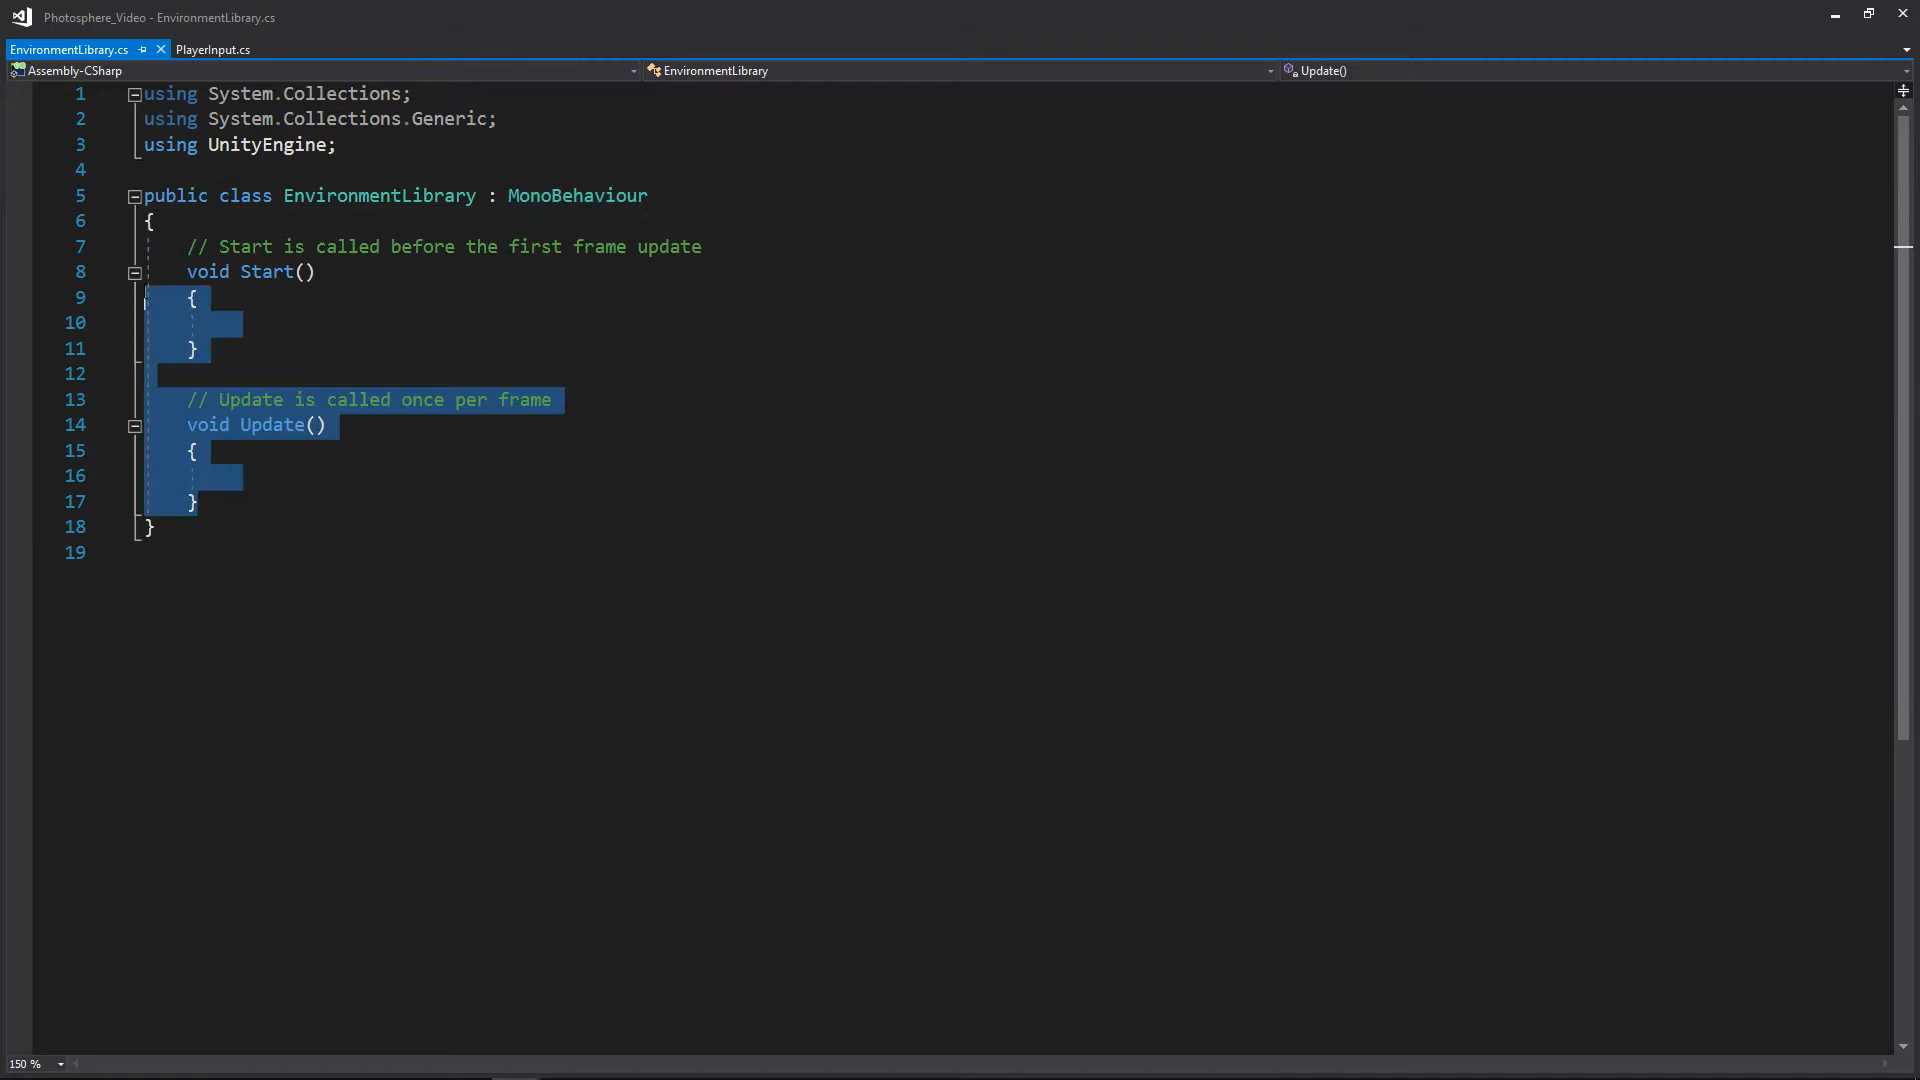 Photosphere_Video - EnvironmentLibrary.cs
EnvironmentLibrary.cs PlayerInput.cs
Assembly-CSharp EnvironmentLibrary Update()
1 using System.Collections;
2 using System.Collections.Generic;
3 using UnityEngine;
4
5 public class EnvironmentLibrary : MonoBehaviour
6 {
7 // Start is called before the first frame update
8 void Start()
9 {
10
11 }
12
13 // Update is called once per frame
14 void Update()
15 {
16
17 }
18 }
19
150 %